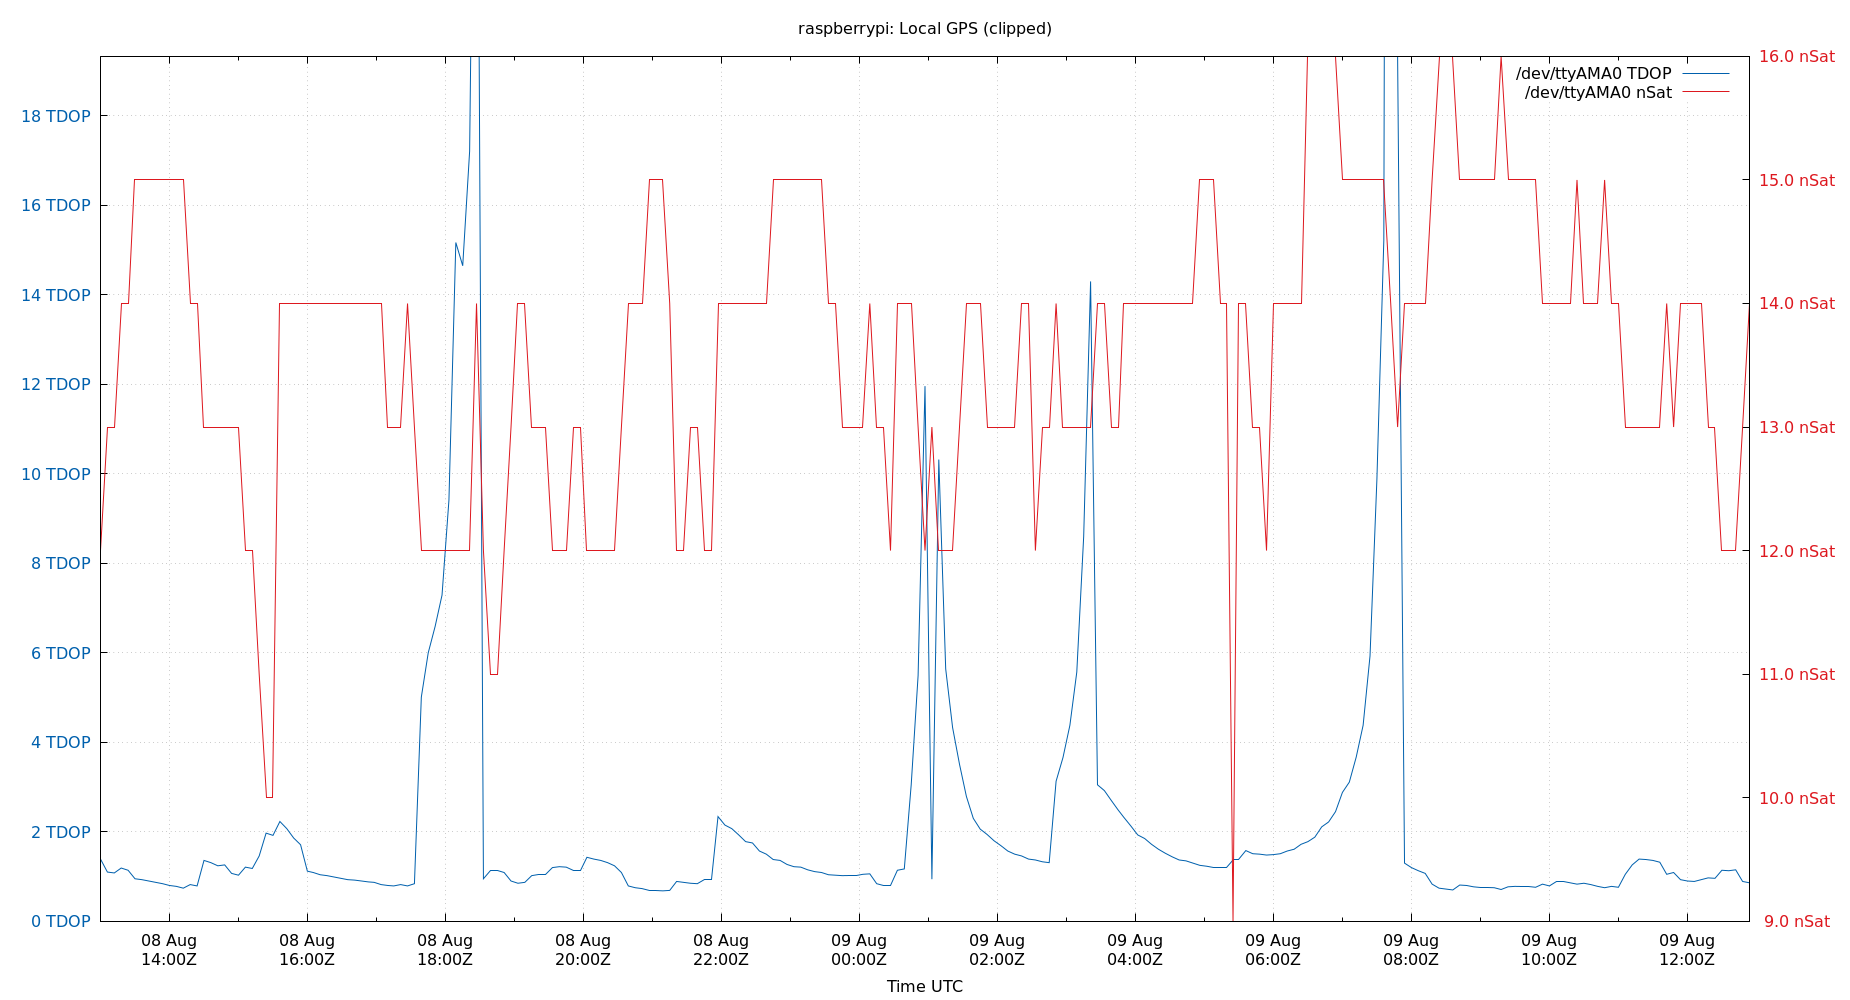 raspberrypi: Local GPS (clipped)
/dev/ttyAMA0 TDOP
/dev/ttyAMA0 nSat
18 TDOP
16 TDOP
14 TDOP
12 TDOP
10 TDOP
8 TDOP
6 TDOP
4 TDOP
2 TDOP
0 TDOP
16.0 nSat
15.0 nSat
14.0 nSat
13.0 nSat
12.0 nSat
11.0 nSat
10.0 nSat
9.0 nSat
08 Aug
14:00Z
08 Aug
16:00Z
08 Aug
18:00Z
08 Aug
20:00Z
08 Aug
22:00Z
09 Aug
00:00Z
09 Aug
02:00Z
09 Aug
04:00Z
09 Aug
06:00Z
09 Aug
08:00Z
09 Aug
10:00Z
09 Aug
12:00Z
Time UTC